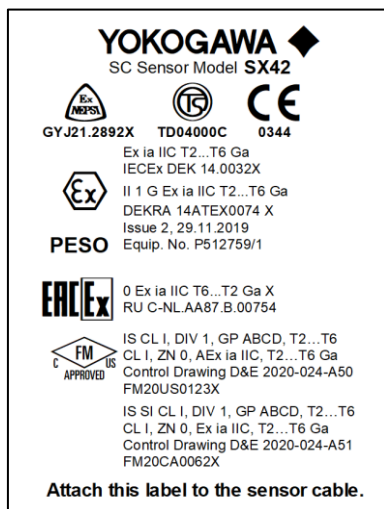 YOKOGAWA
SC Sensor Model SX42
Ex
NEPSI
TS
CE
GYJ21.2892X TD04000C 0344
Ex ia IIC T2...T6 Ga
IECEx DEK 14.0032X
Ex
II 1 G Ex ia IIC T2...T6 Ga
DEKRA 14ATEX0074 X
Issue 2, 29.11.2019
PESO Equip. No. P512759/1
EAC Ex
0 Ex ia IIC T6...T2 Ga X
RU C-NL.AA87.B.00754
IS CL I, DIV 1, GP ABCD, T2...T6
C FM US
APPROVED
CL I, ZN 0, AEx ia IIC, T2...T6 Ga
Control Drawing D&E 2020-024-A50
FM20US0123X
IS SI CL I, DIV 1, GP ABCD, T2...T6
CL I, ZN 0, Ex ia IIC, T2...T6 Ga
Control Drawing D&E 2020-024-A51
FM20CA0062X
Attach this label to the sensor cable.